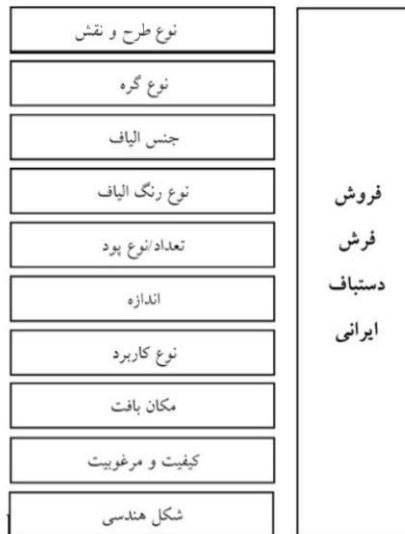 نوع طرح و نقش
نوع گره
جنس الیاف
نوع رنگ الیاف
تعداد/نوع پود
اندازه
نوع کاربرد
مکان بافت
کیفیت و مرغوبیت
شکل هندسی
فروش
فرش
دستباف
ایرانی